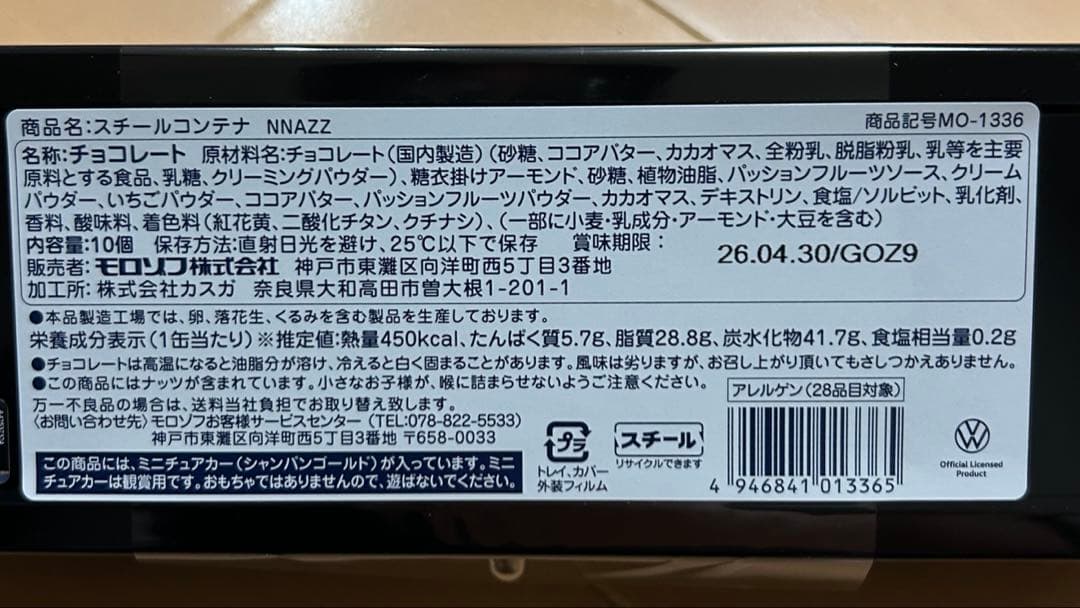 商品名:スチールコンテナ NNAZZ 商品記号MO-1336
名称:チョコレート 原材料名:チョコレート(国内製造)(砂糖、ココアバター、カカオマス、全粉乳、脱脂粉乳、乳等を主要
原料とする食品、乳糖、クリーミングパウダー)、糖衣掛けアーモンド、砂糖、植物油脂、パッションフルーツソース、クリーム
パウダー、いちごパウダー、ココアバター、パッションフルーツパウダー、カカオマス、デキストリン、食塩/ソルビット、乳化剤、
香料、酸味料、着色料(紅花黄、二酸化チタン、クチナシ)、(一部に小麦・乳成分・アーモンド・大豆を含む)
内容量:10個 保存方法:直射日光を避け、25℃以下で保存 賞味期限:
26.04.30/GOZ9
販売者:モロゾフ株式会社 神戸市東灘区向洋町西5丁目3番地
加工所:株式会社カスガ 奈良県大和高田市曽大根1-201-1
●本品製造工場では、卵、落花生、くるみを含む製品を生産しております。
栄養成分表示(1缶当たり)※推定値:熱量450kcal、たんぱく質5.7g、脂質28.8g、炭水化物41.7g、食塩相当量0.2g
●チョコレートは高温になると油脂分が溶け、冷えると白く固まることがあります。風味は劣りますが、お召し上がり頂いてもさしつかえありません。
●この商品にはナッツが含まれています。小さなお子様が、喉に詰まらせないようご注意ください。
アレルゲン(28品目対象)
万一不良品の場合は、送料当社負担でお取り替え致します。
〈お問い合わせ先〉モロゾフお客様サービスセンター(TEL:078-822-5533)
神戸市東灘区向洋町西5丁目3番地 〒658-0033
この商品には、ミニチュアカー(シャンパンゴールド)が入っています。ミニ
チュアカーは観賞用です。おもちゃではありませんので、遊ばないでください。
プラ
トレイ、カバー
外装フィルム
スチール
リサイクルできます
4 946841 013365
Official Licensed
Product